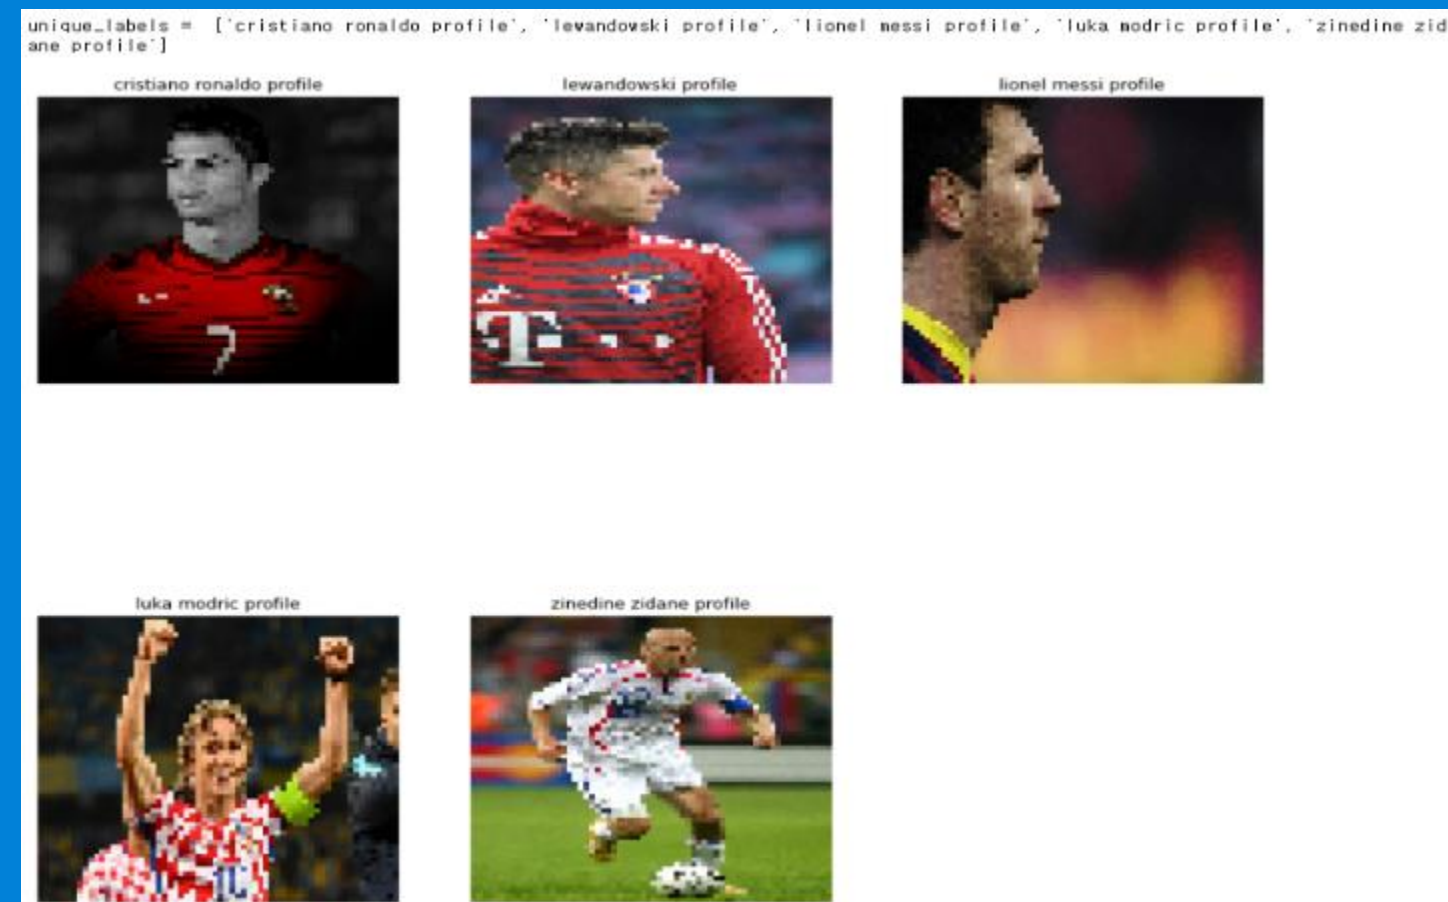 unique_labels = ['cristiano ronaldo profile', 'lewandowski profile', 'lionel messi profile', 'luka modric profile', 'zinedine zid
ane profile']
cristiano ronaldo profile
lewandowski profile
lionel messi profile
7
T
luka modric profile
zinedine zidane profile
10